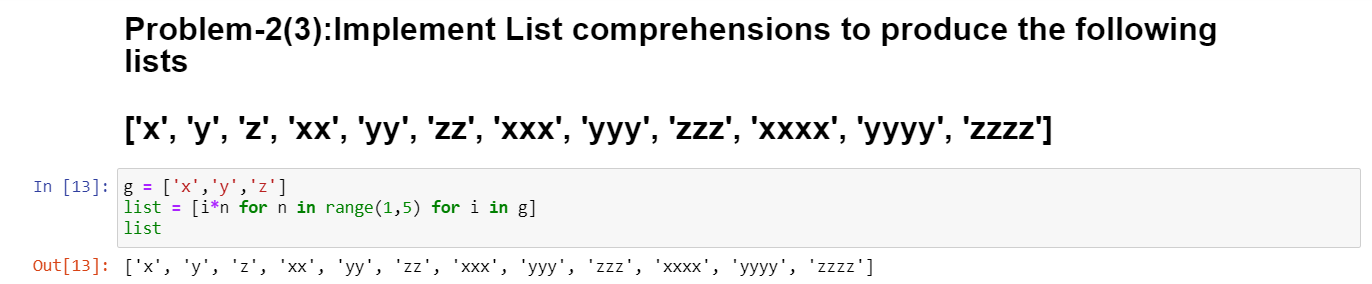 Problem-2(3):Implement List comprehensions to produce the following
lists
['x', 'y', 'z', 'xx', 'yy', 'zz', 'xxx', 'yyy', 'zzz', 'xxxx', 'yyyy', 'zzzz']
In [13]: g = ['x','y','z']
list = [i*n for n in range(1,5) for i in g]
list
Out[13]: ['x', 'y', 'z', 'xx', 'yy', 'zz', 'xxx', 'yyy', 'zzz', 'xxxx', 'yyyy', 'zzzz']